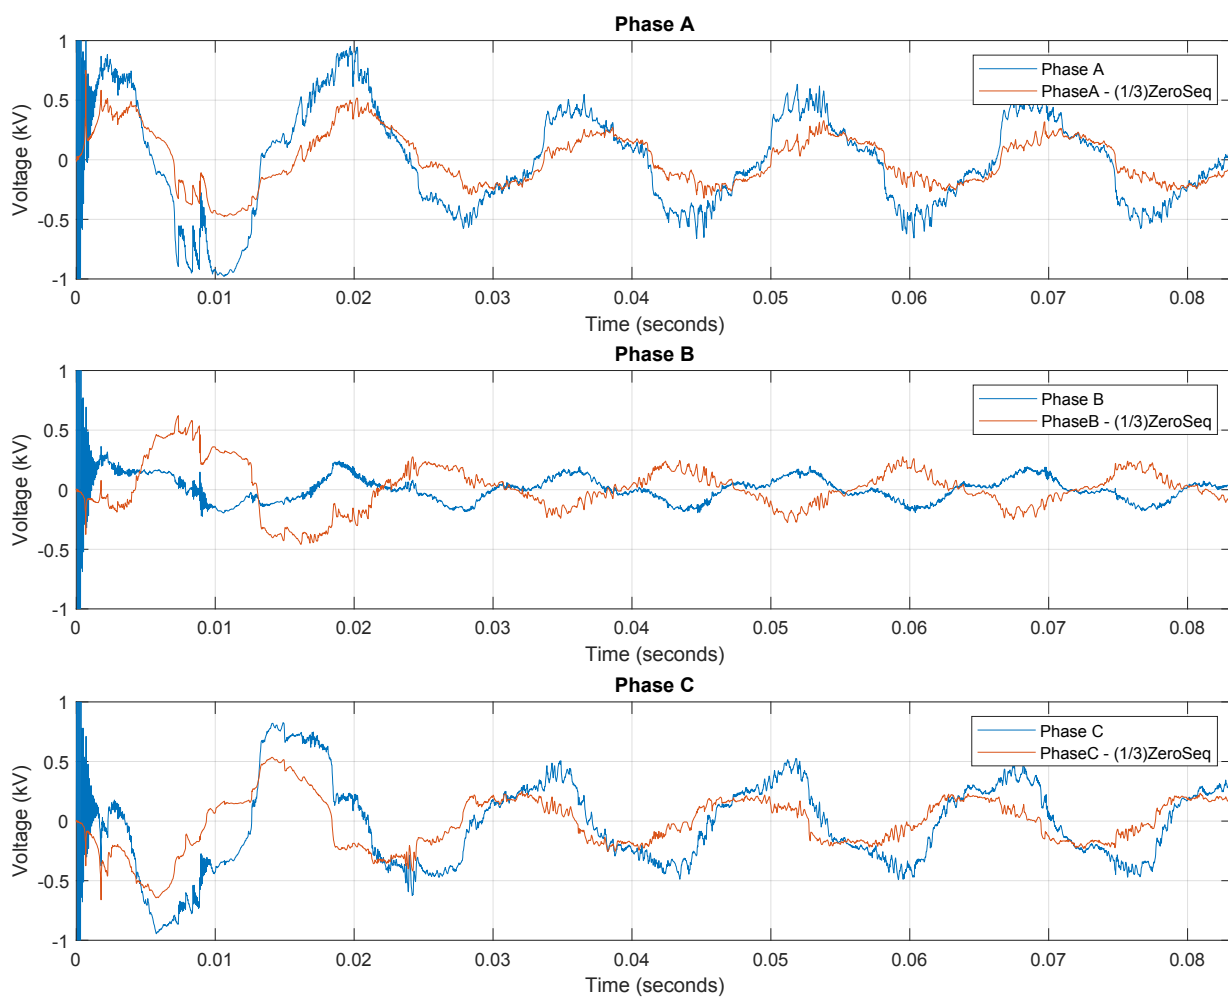 Phase A
1
0.5
0
-0.5
-1
Voltage (kV)
Phase A
PhaseA - (1/3)ZeroSeq
0 0.01 0.02 0.03 0.04 0.05 0.06 0.07 0.08
Time (seconds)
Phase B
1
0.5
0
-0.5
-1
Voltage (kV)
Phase B
PhaseB - (1/3)ZeroSeq
0 0.01 0.02 0.03 0.04 0.05 0.06 0.07 0.08
Time (seconds)
Phase C
1
0.5
0
-0.5
-1
Voltage (kV)
Phase C
PhaseC - (1/3)ZeroSeq
0 0.01 0.02 0.03 0.04 0.05 0.06 0.07 0.08
Time (seconds)